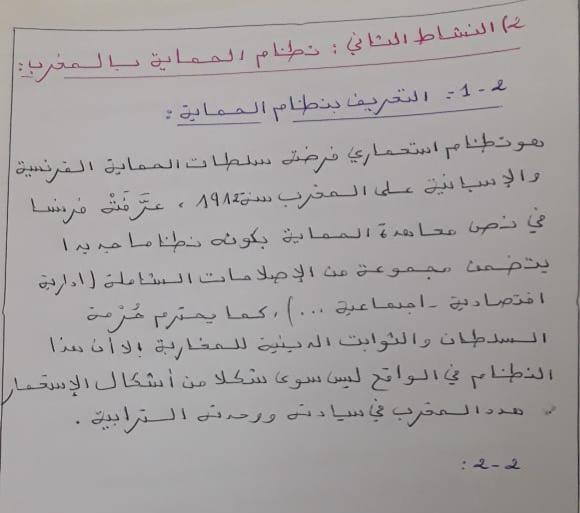 2) النشاط الثاني : نظام الحماية بالمغرب :
2-1- التعريف بنظام الحماية :
هو نظام استعماري فرضته سلطات الحماية الفرنسية
والإسبانية على المغرب سنة 1912 ، عرَّفَتْهُ فرنسا
في نص معاهدة الحماية بكونه نظاما جديدا
يتضمن مجموعة من الإصلاحات الشاملة (إدارية
اقتصادية - اجتماعية ...) ، كما يحترم حُرْمة
السلطان والثوابت الدينية للمغاربة إلا أن هذا
النظام في الواقع ليس سوى شكلا من أشكال الإستعمار
هدد المغرب في سيادته ووحدته الترابية .
2-2 :